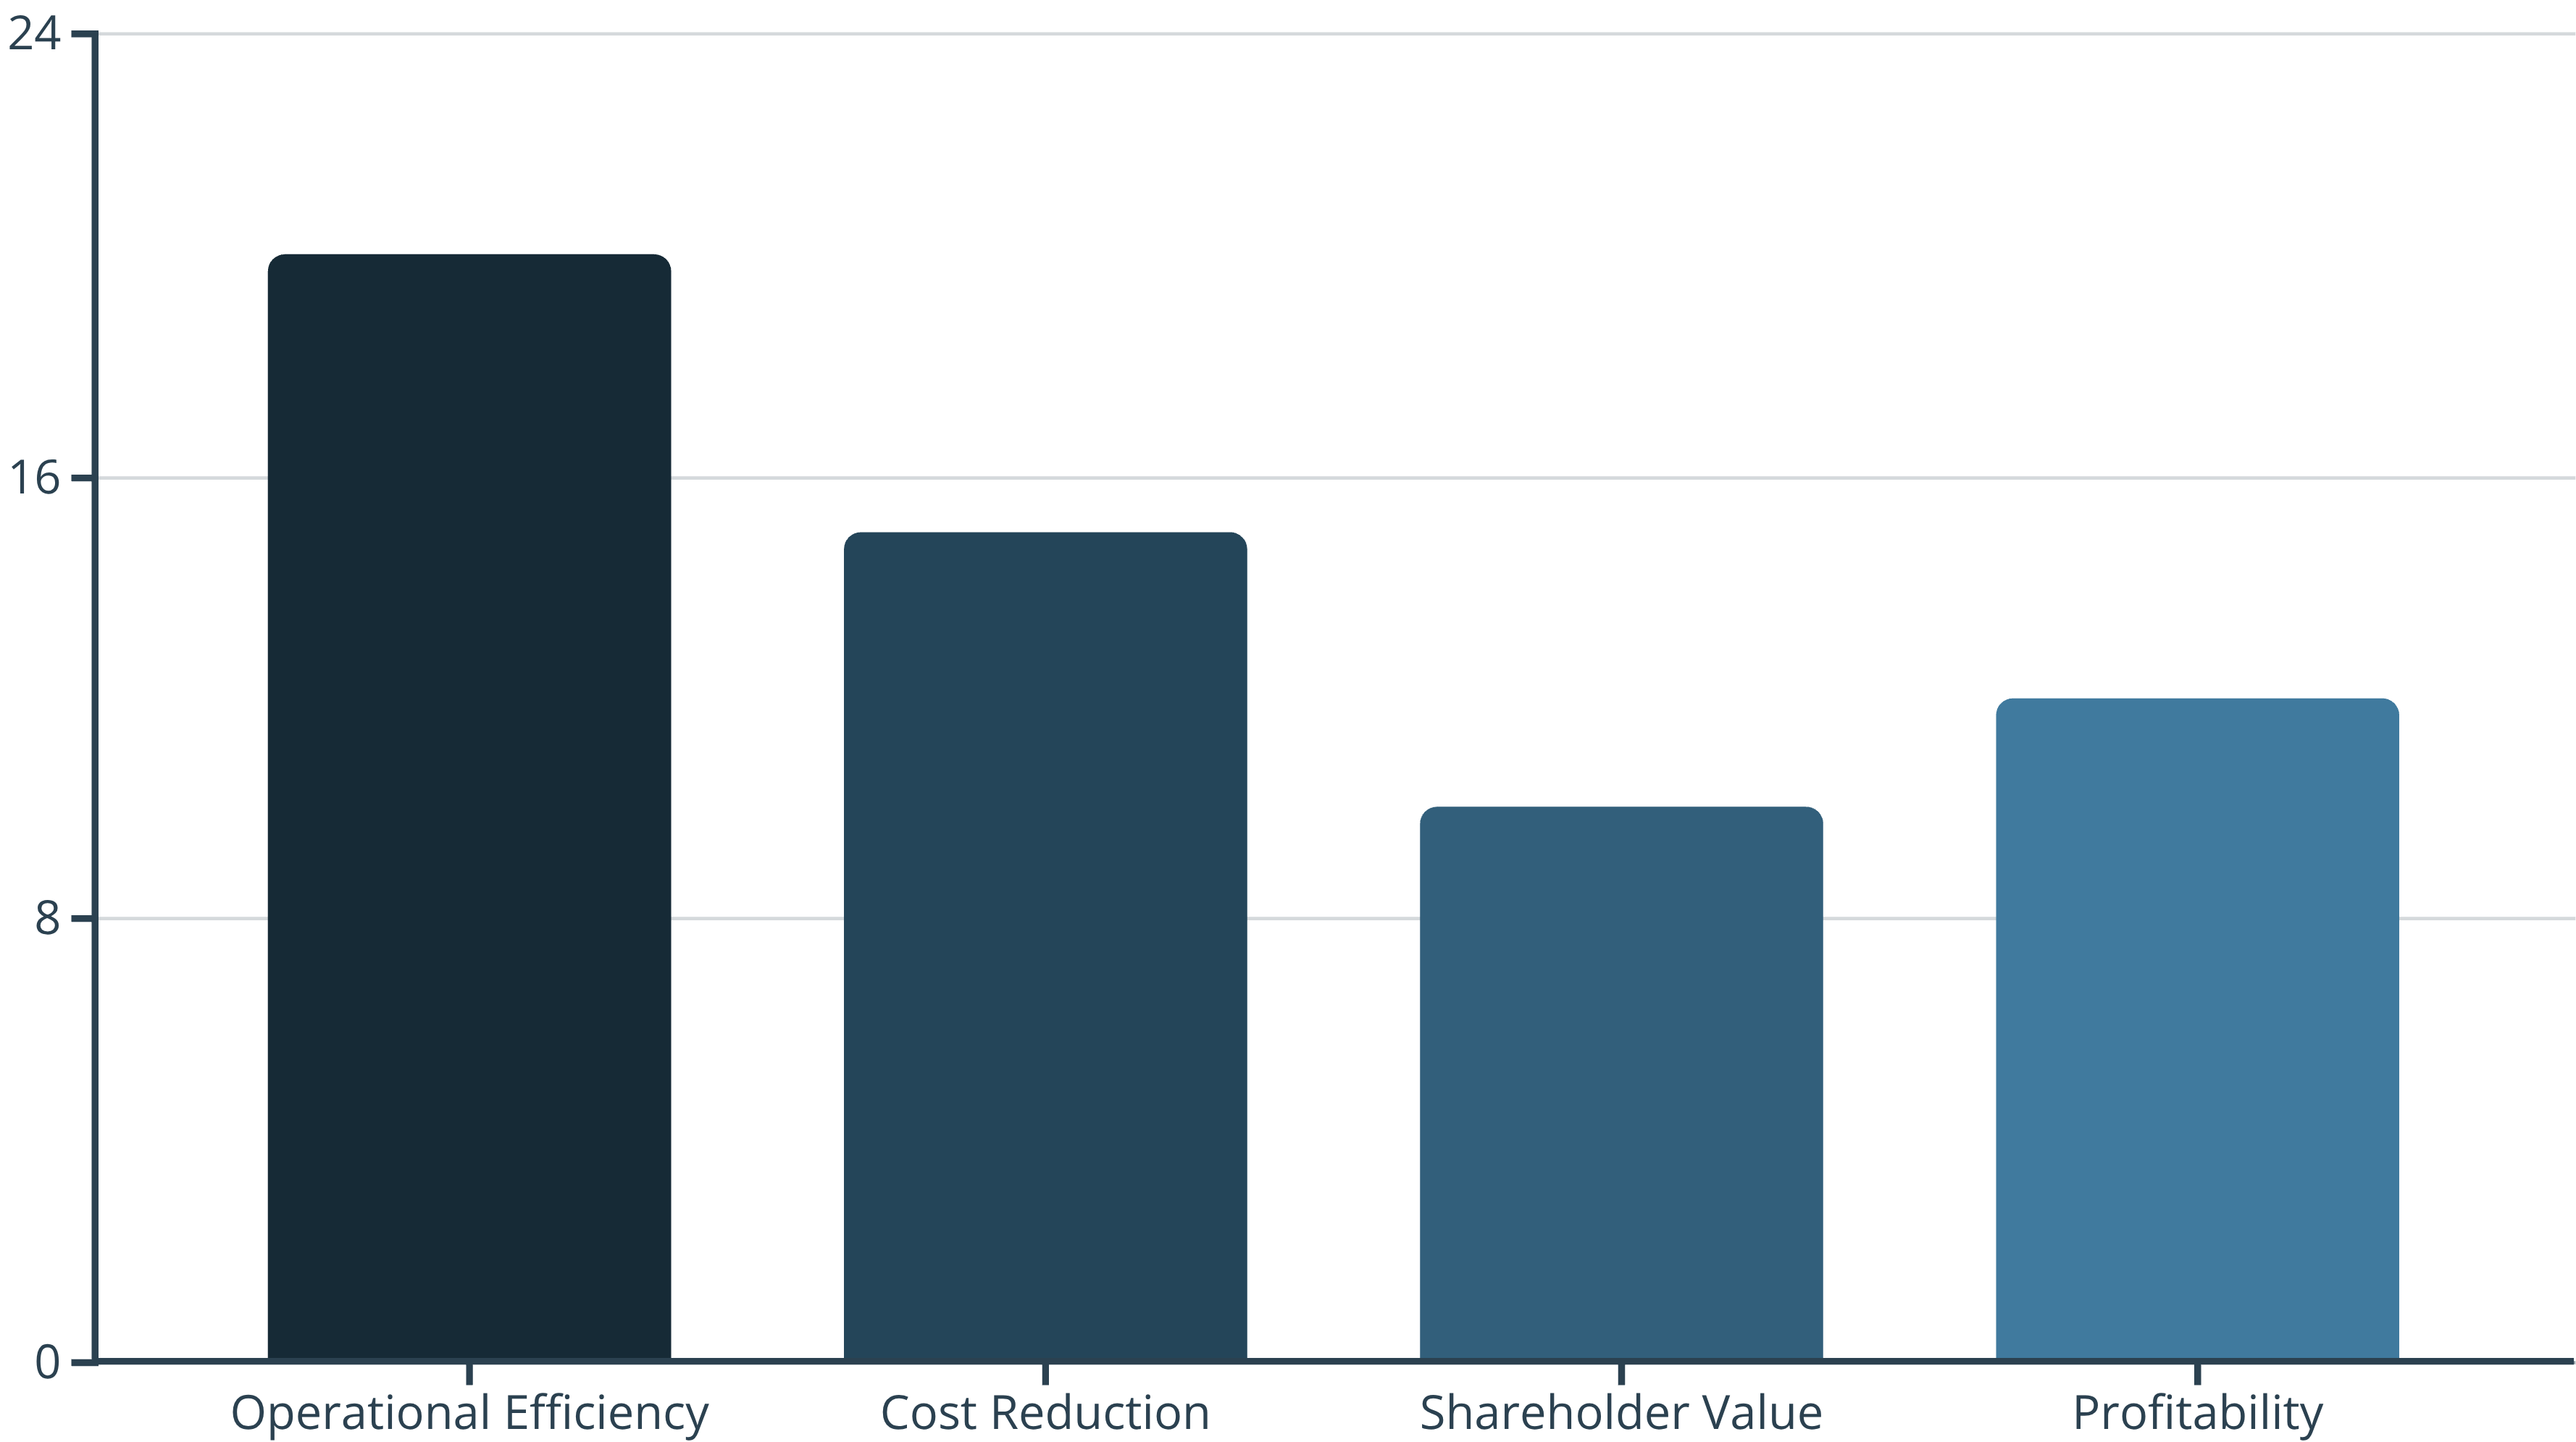 24
16
8
0
Operational Efficiency
Cost Reduction
Shareholder Value
Profitability